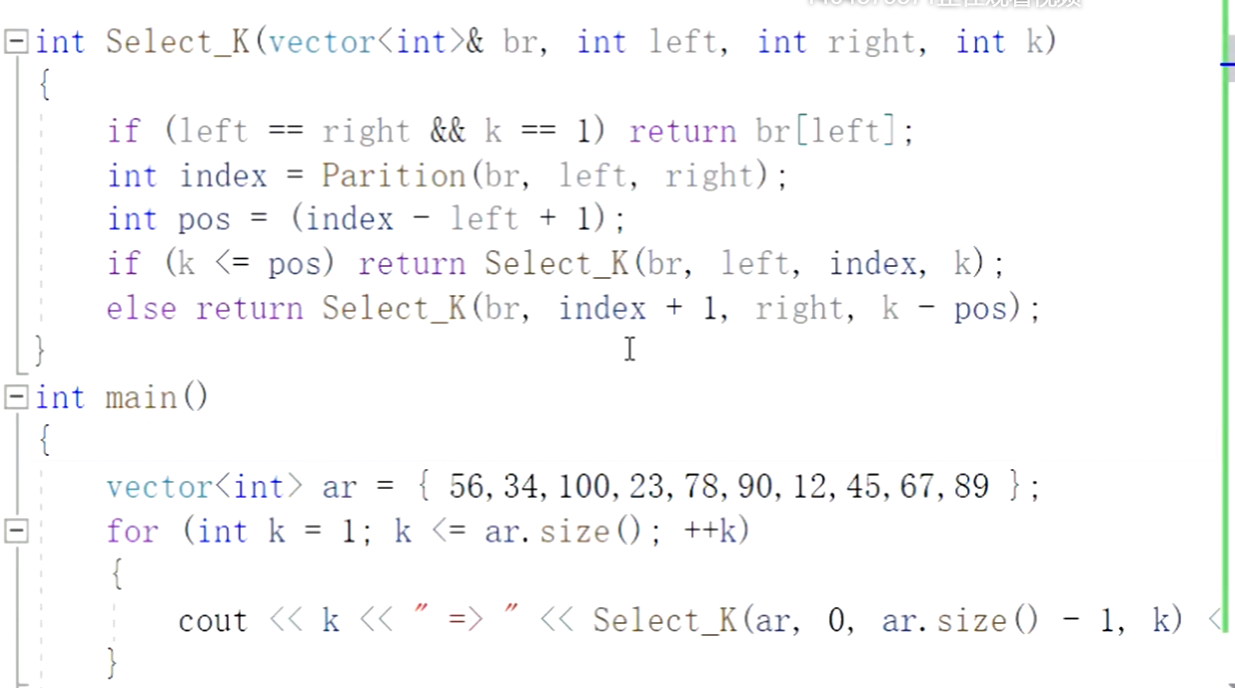 int Select_K(vector<int>& br, int left, int right, int k)
{
if (left == right && k == 1) return br[left];
int index = Parition(br, left, right);
int pos = (index - left + 1);
if (k <= pos) return Select_K(br, left, index, k);
else return Select_K(br, index + 1, right, k - pos);
}
int main()
{
vector<int> ar = { 56,34,100,23,78,90,12,45,67,89 };
for (int k = 1; k <= ar.size(); ++k)
{
cout << k << " => " << Select_K(ar, 0, ar.size() - 1, k) <
}